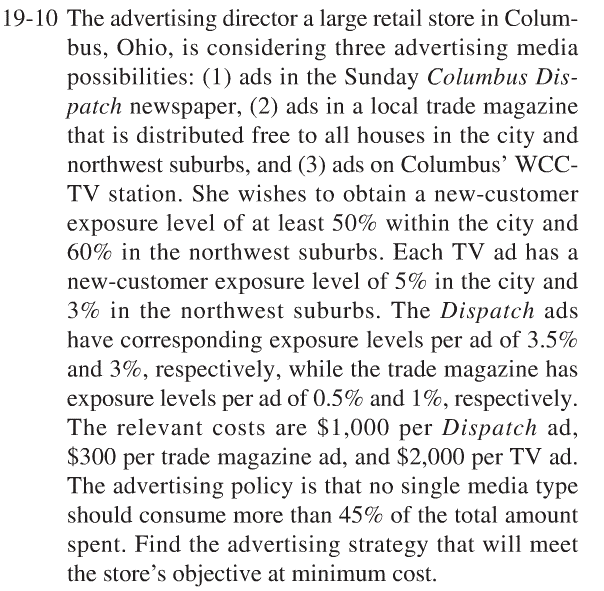 19-10 The advertising director a large retail store in Colum-
bus, Ohio, is considering three advertising media
possibilities: (1) ads in the Sunday Columbus Dis-
patch newspaper, (2) ads in a local trade magazine
that is distributed free to all houses in the city and
northwest suburbs, and (3) ads on Columbus' WCC-
TV station. She wishes to obtain a new-customer
exposure level of at least 50% within the city and
60% in the northwest suburbs. Each TV ad has a
new-customer exposure level of 5% in the city and
3% in the northwest suburbs. The Dispatch ads
have corresponding exposure levels per ad of 3.5%
and 3%, respectively, while the trade magazine has
exposure levels per ad of 0.5% and 1%, respectively.
The relevant costs are $1,000 per Dispatch ad,
$300 per trade magazine ad, and $2,000 per TV ad.
The advertising policy is that no single media type
should consume more than 45% of the total amount
spent. Find the advertising strategy that will meet
the store's objective at minimum cost.